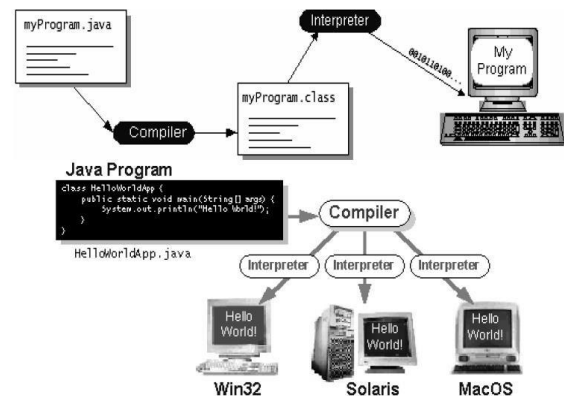 myProgram.java
Interpreter
0010110100...
My
Program
myProgram.class
Compiler
Java Program
class HelloWorldApp {
public static void main(String[] args) {
System.out.println("Hello World!");
}
}
HelloWorldApp.java
Compiler
Interpreter Interpreter Interpreter
Hello
World!
Hello
World!
Hello
World!
Win32 Solaris MacOS